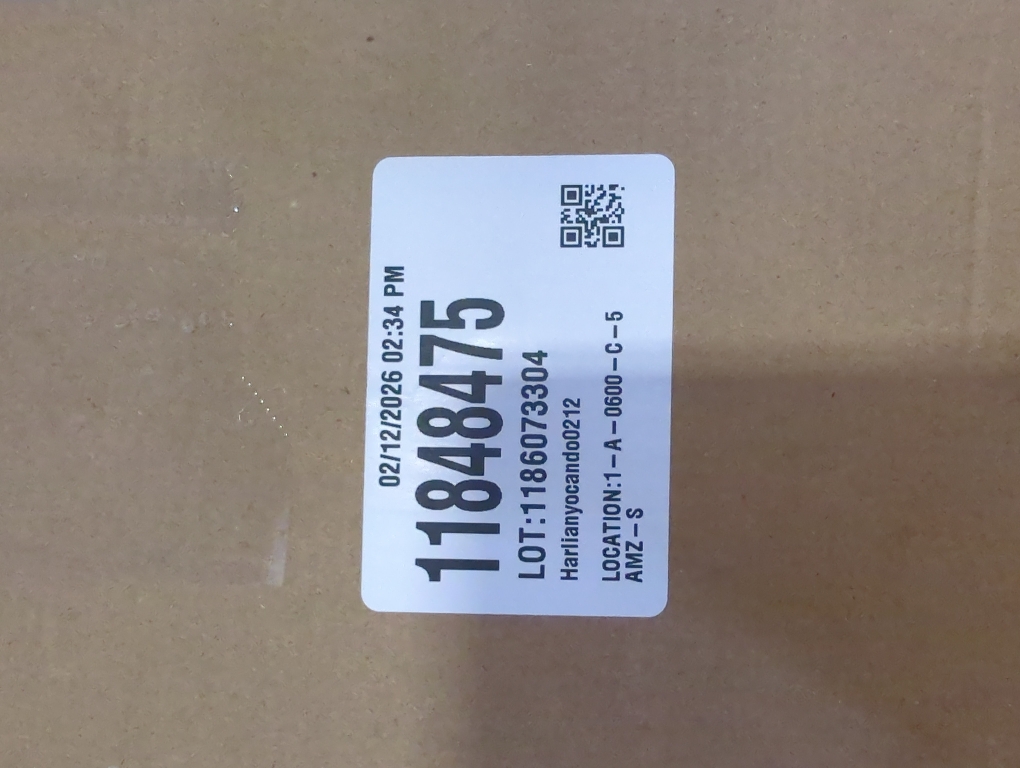 02/12/2026 02:34 PM
11848475
LOT:1186073304
Harlianyocando0212
LOCATION:1-A-0600-C-5
AMZ-S